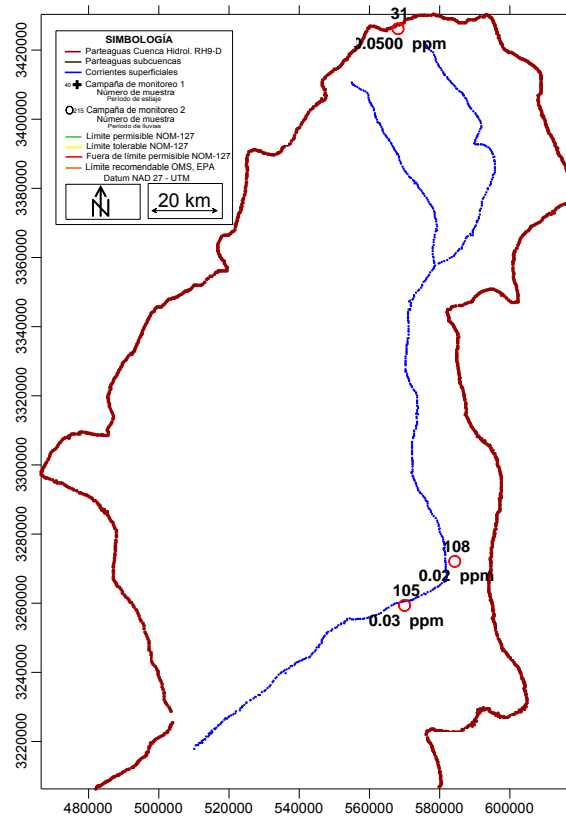 SIMBOLOGÍA
Parteaguas Cuenca Hidrol. RH9-D
Parteaguas subcuencas
Corrientes superficiales
40 Campaña de monitoreo 1
Número de muestra
Período de estiaje
215 Campaña de monitoreo 2
Número de muestra
Período de lluvias
Límite permisible NOM-127
Límite tolerable NOM-127
Fuera de límite permisible NOM-127
Límite recomendable OMS, EPA
Datum NAD 27 - UTM
N
20 km
31
0.0500 ppm
108
0.02 ppm
105
0.03 ppm
3420000
3400000
3380000
3360000
3340000
3320000
3300000
3280000
3260000
3240000
3220000
480000 500000 520000 540000 560000 580000 600000